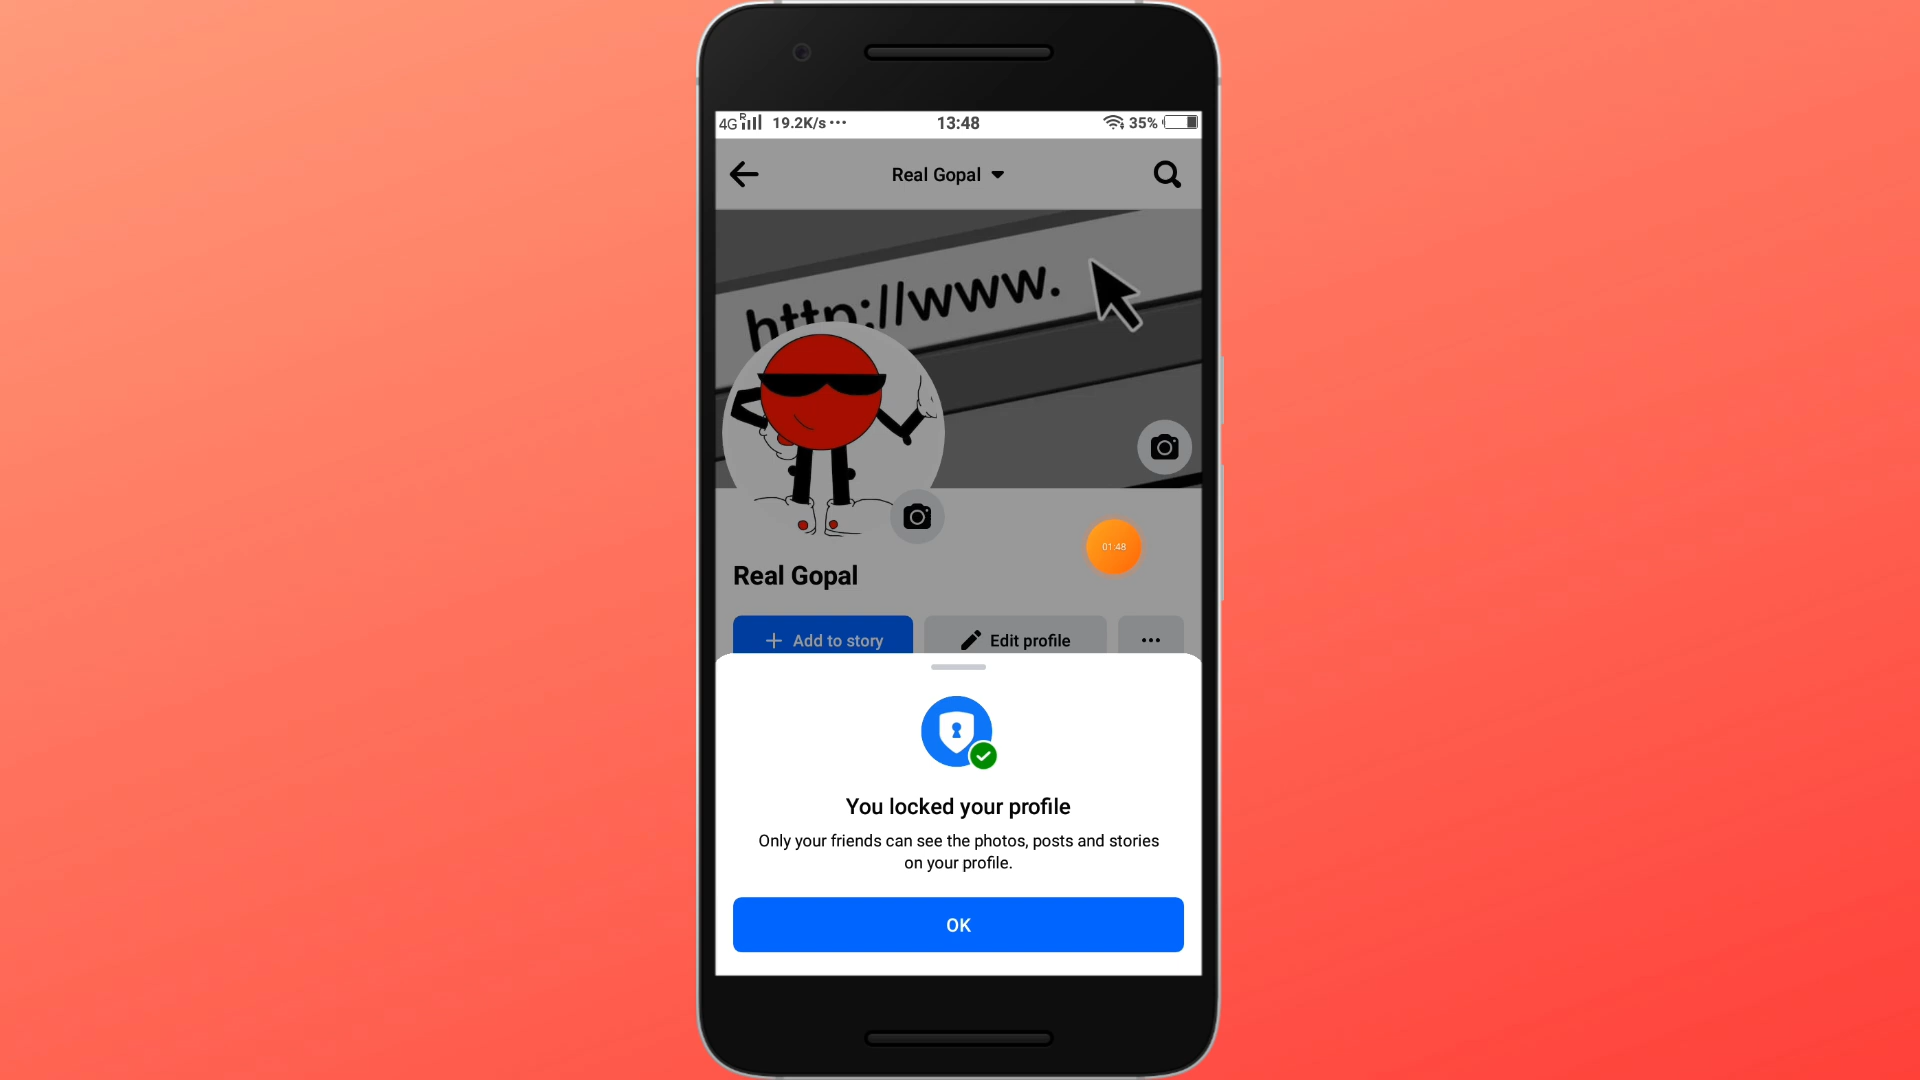 4G R 19.2K/s ... 13:48 35%
Real Gopal
http://www.
01:48
Real Gopal
+ Add to story Edit profile ...
You locked your profile
Only your friends can see the photos, posts and stories
on your profile.
OK